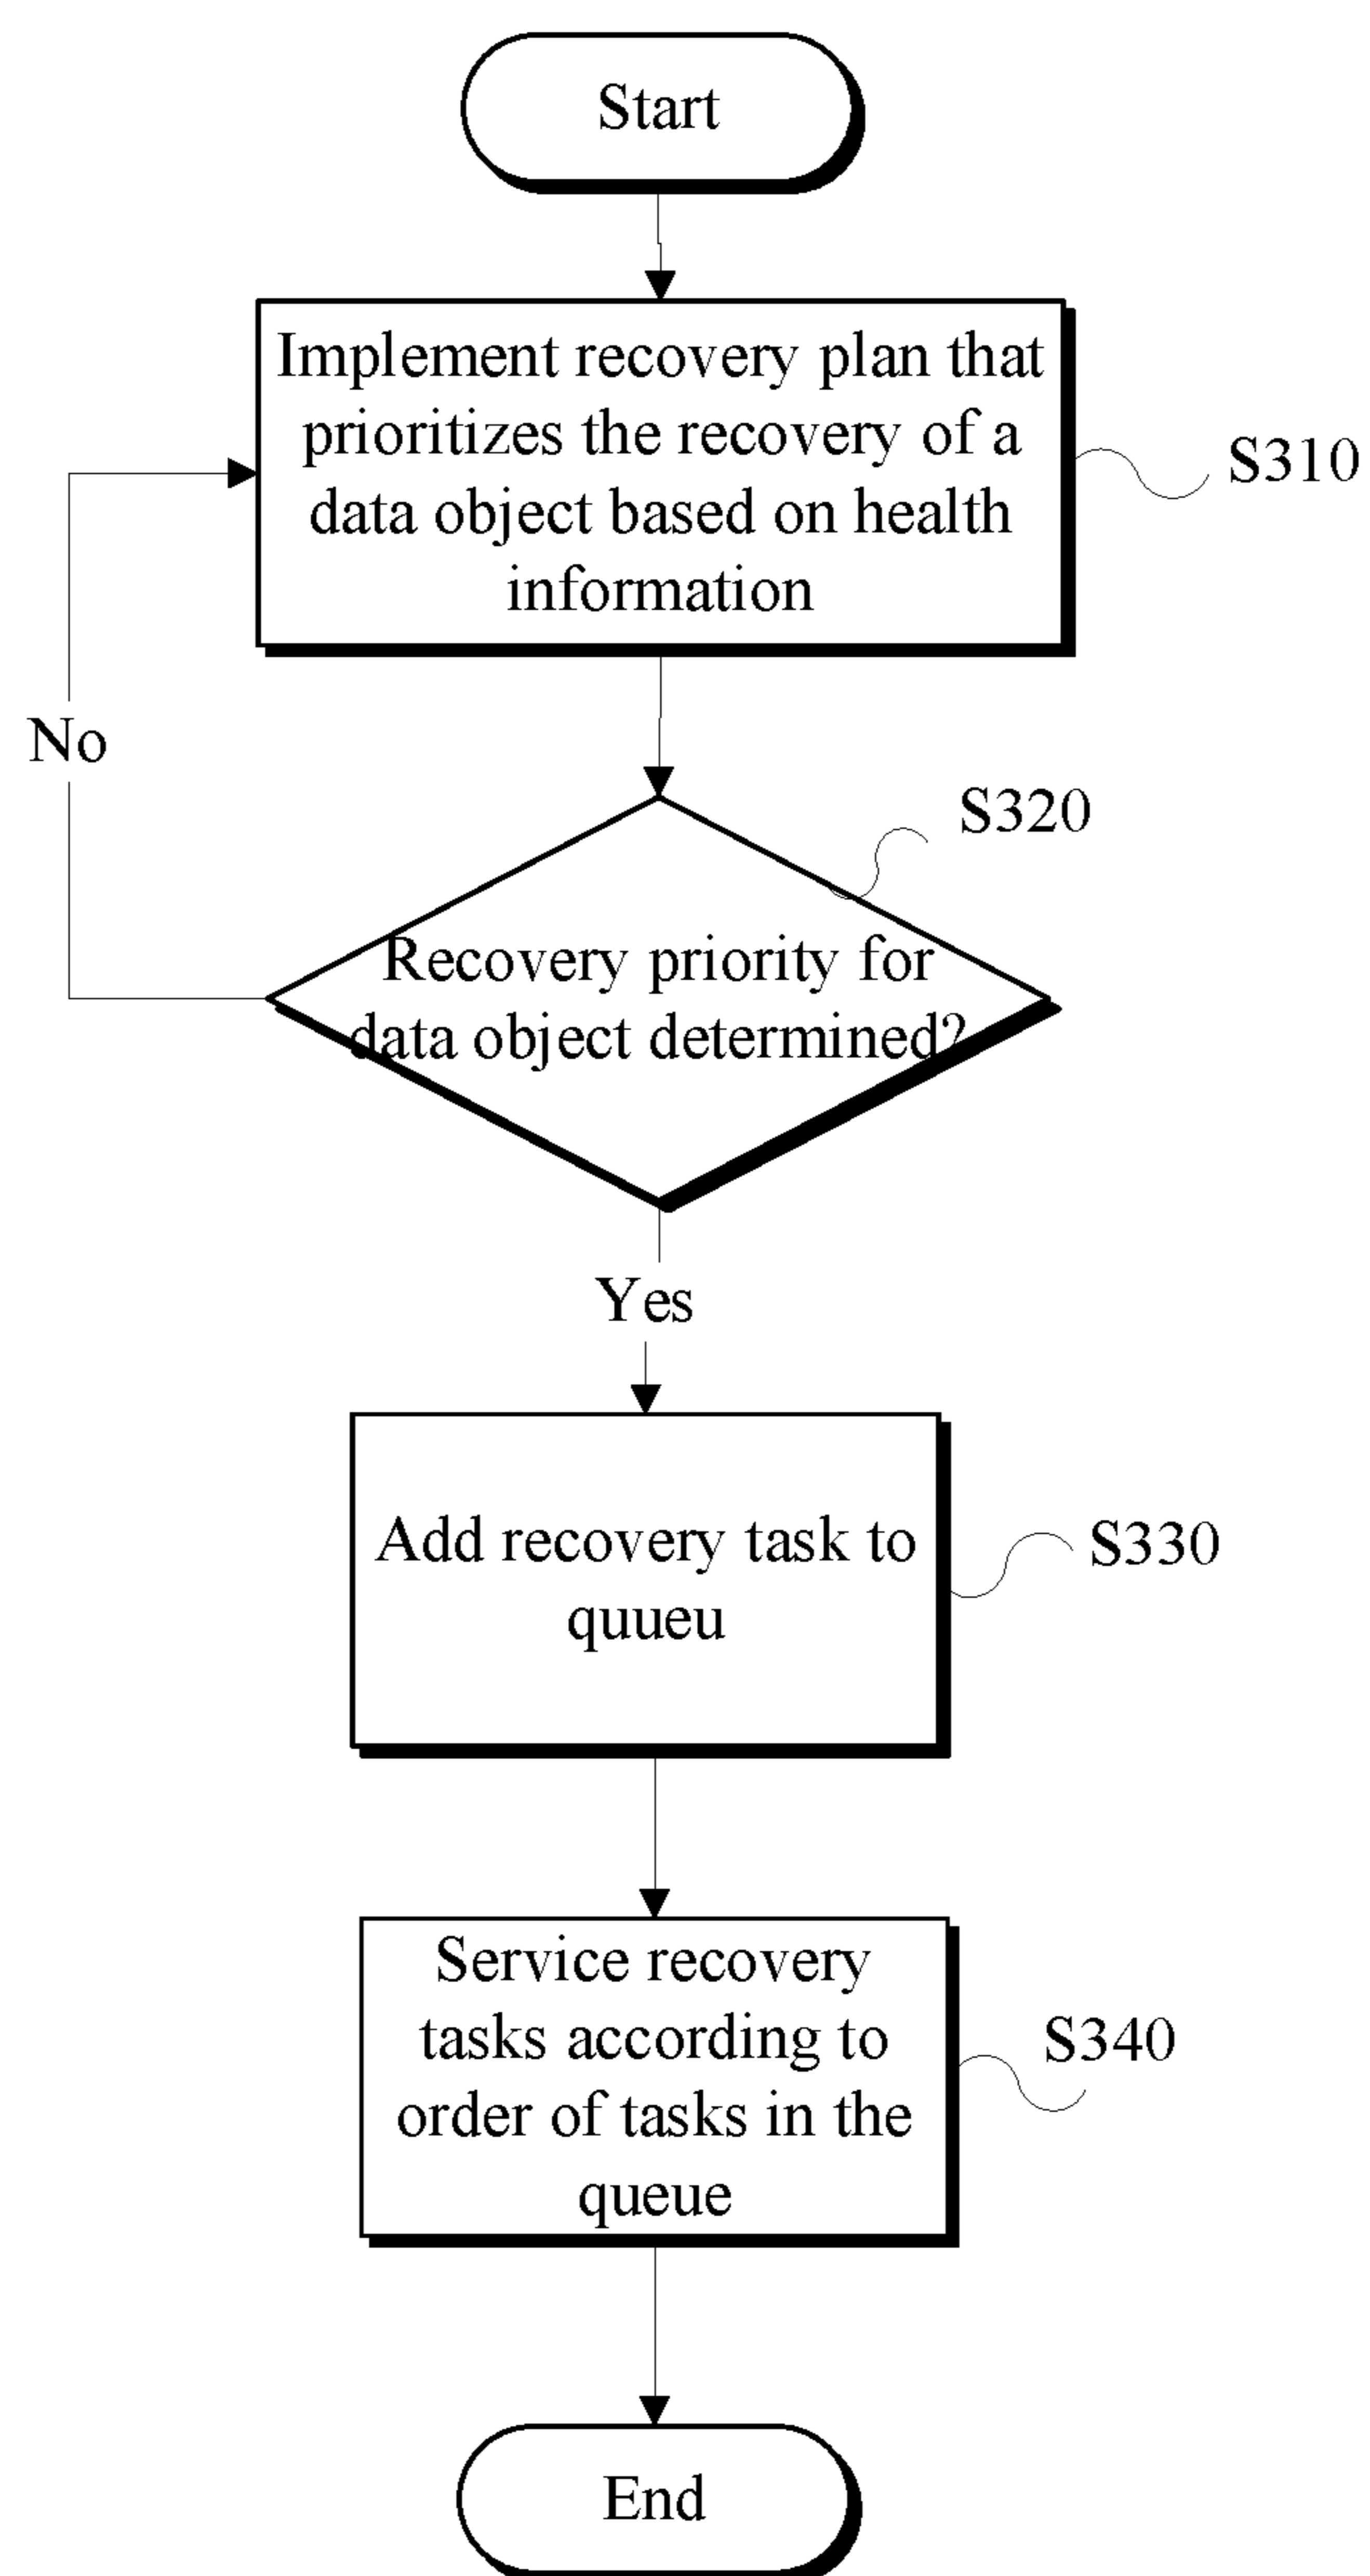 Start
Implement recovery plan that
prioritizes the recovery of a
data object based on health
information
S310
No
S320
Recovery priority for
data object determined?
Yes
Add recovery task to
quueu
S330
Service recovery
tasks according to
order of tasks in the
queue
S340
End